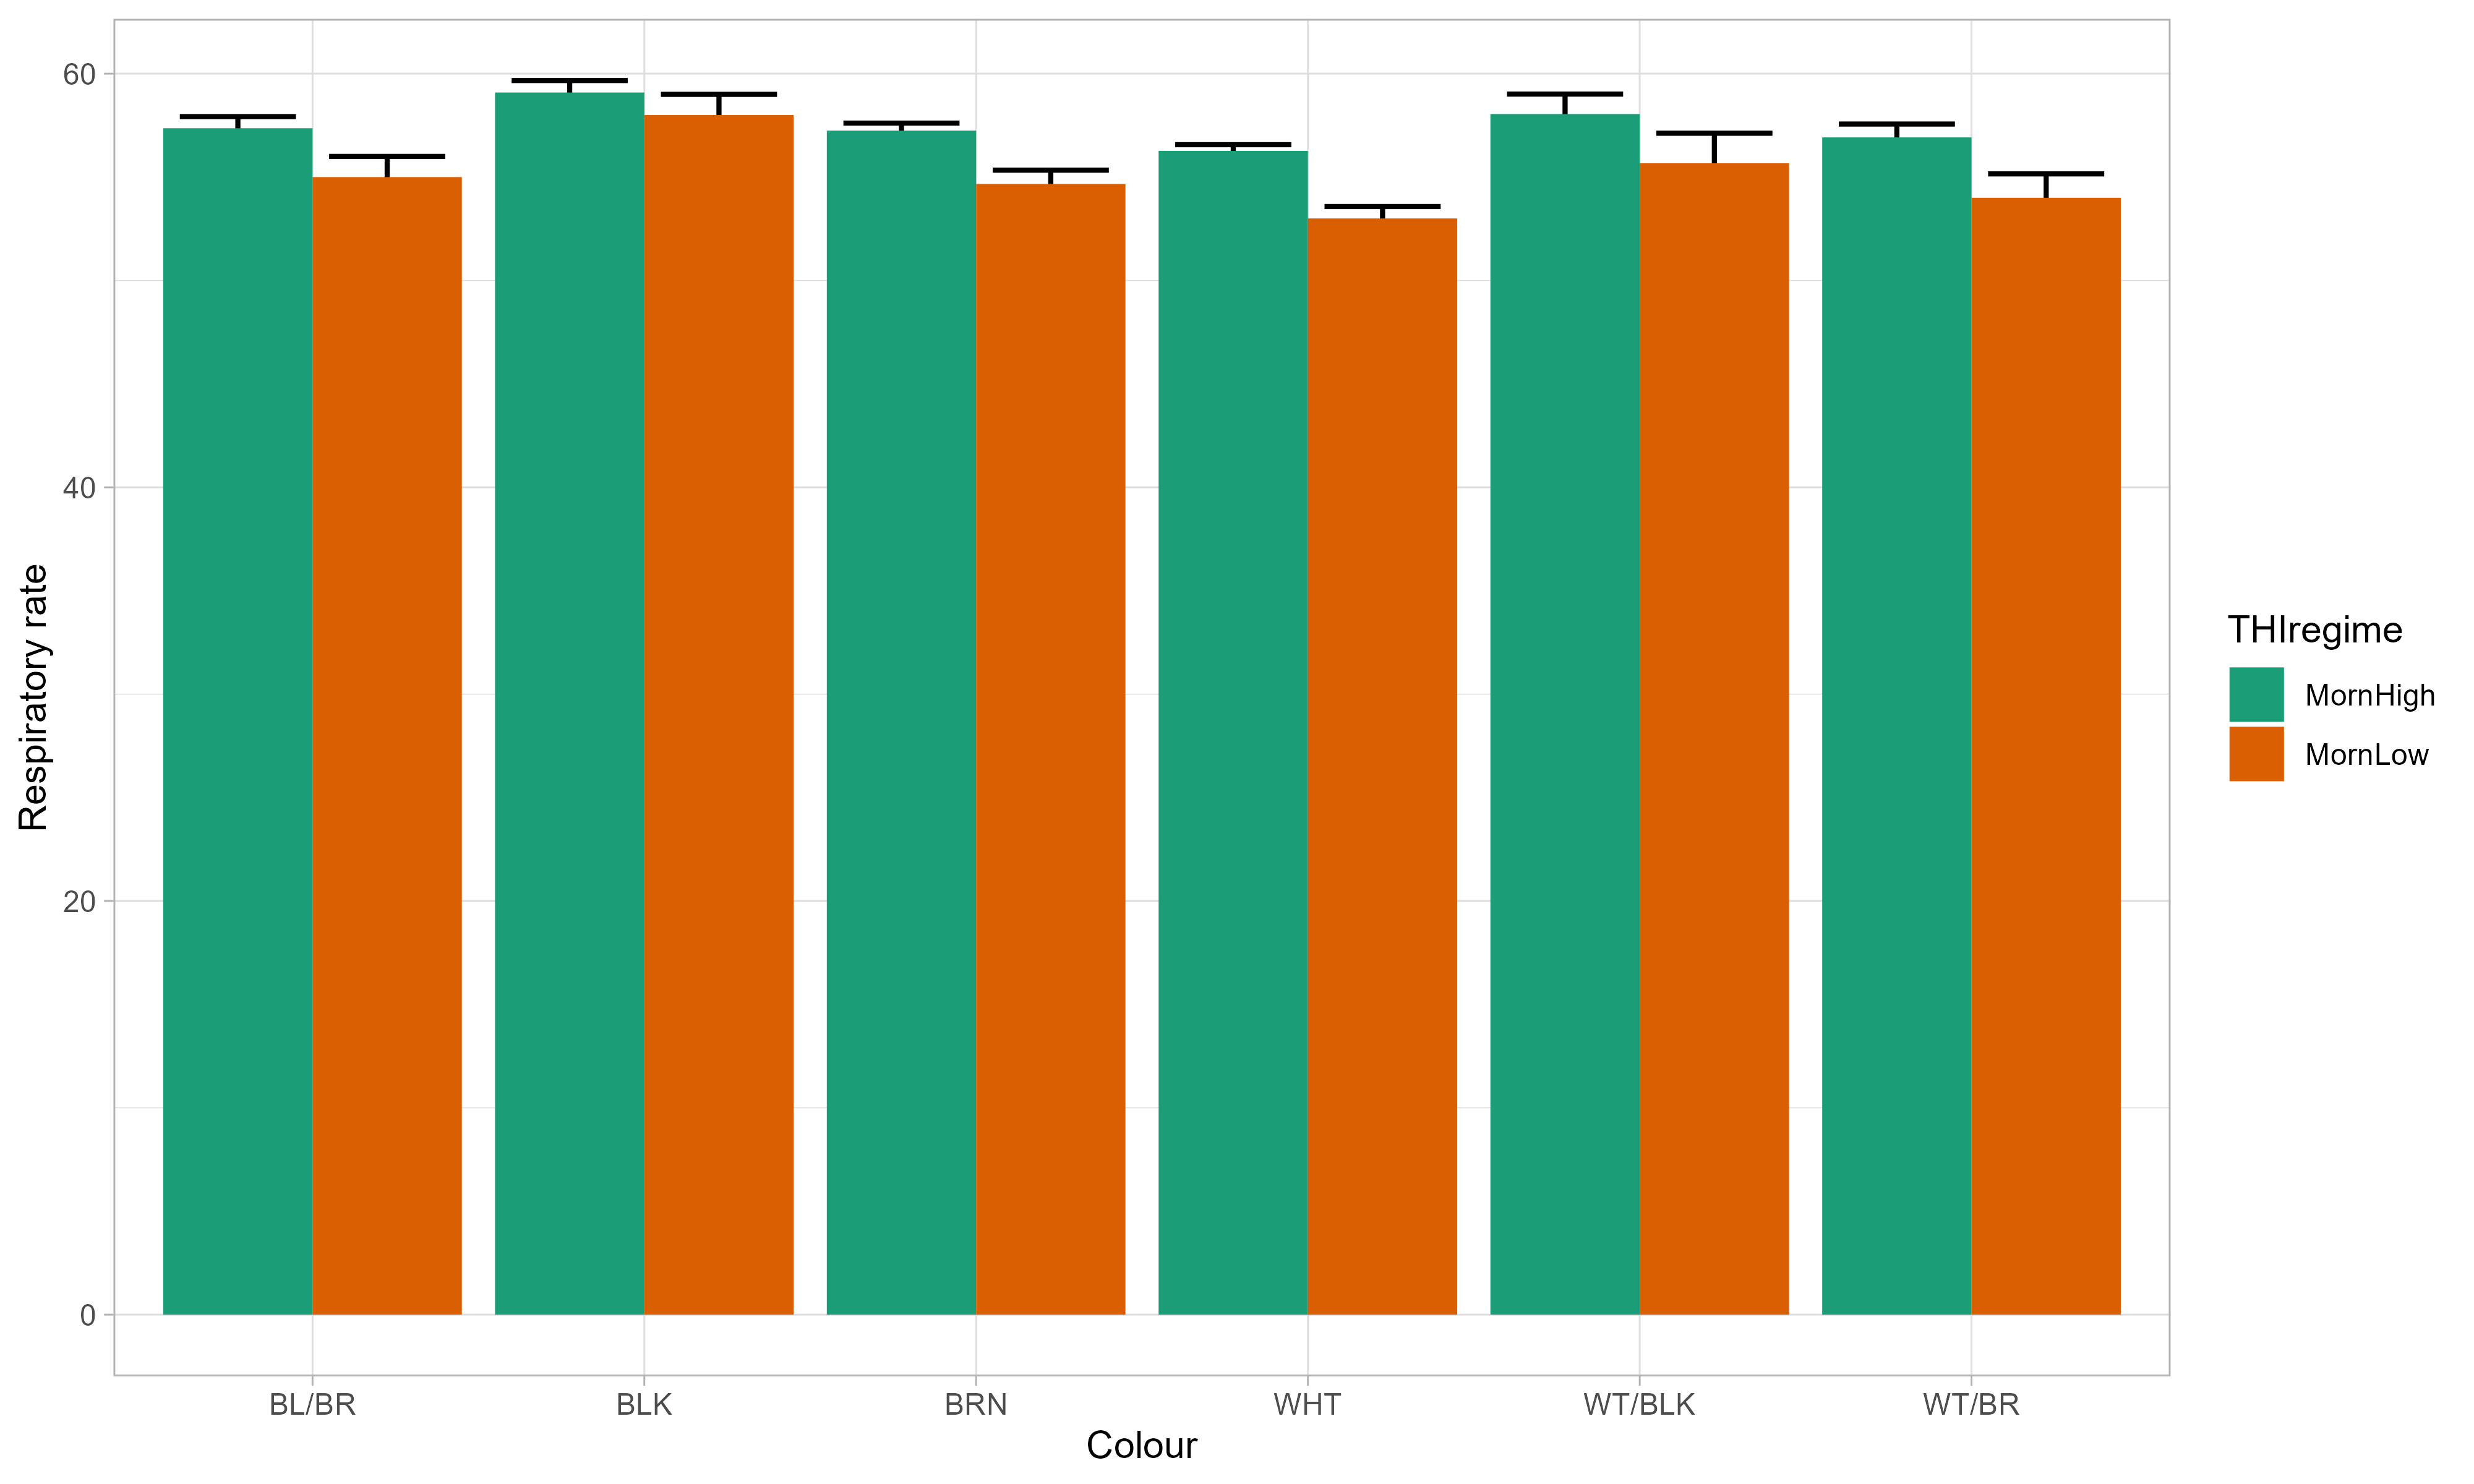 60
40
20
0
Respiratory rate
BL/BR
BLK
BRN
WHT
WT/BLK
WT/BR
Colour
THIregime
MornHigh
MornLow